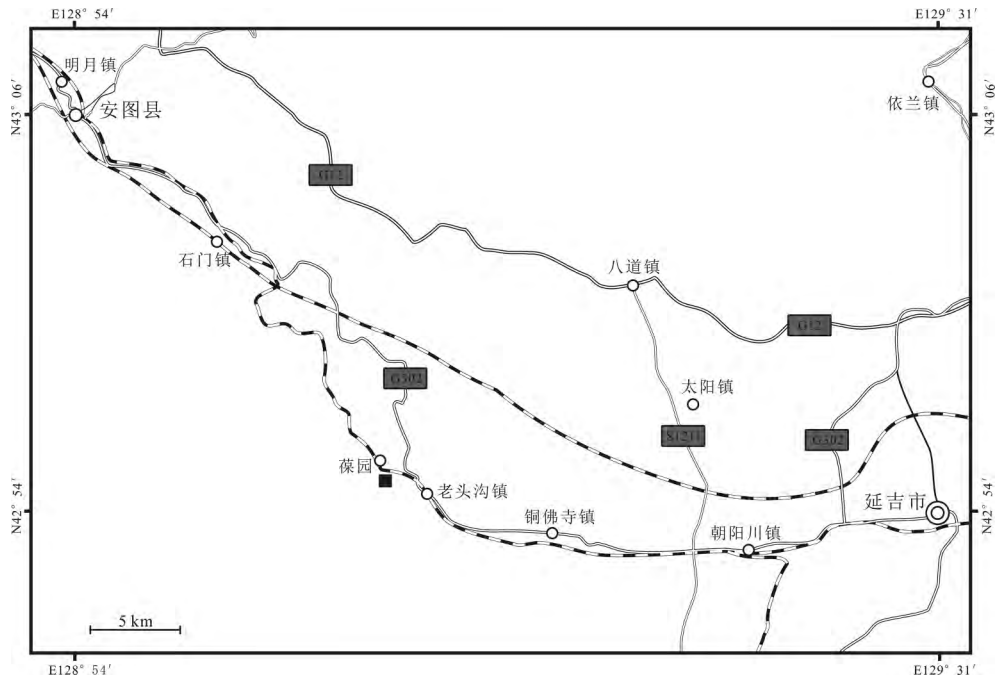 E128° 54′
E129° 31′
明月镇
安图县
依兰镇
N43° 06′
N43° 06′
G12
石门镇
八道镇
G12
太阳镇
G302
S1211
G302
葆园
老头沟镇
N42° 54′
N42° 54′
铜佛寺镇
朝阳川镇
延吉市
5 km
E128° 54′
E129° 31′